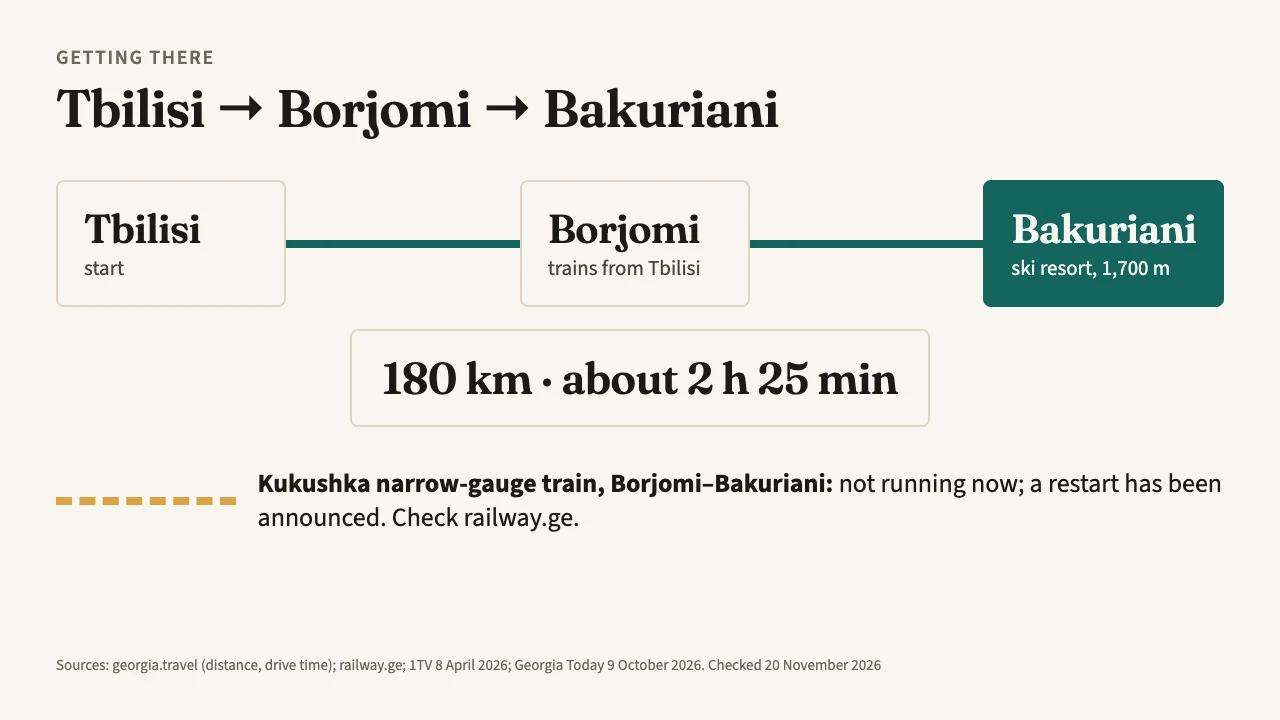 GETTING THERE
Tbilisi → Borjomi → Bakuriani
Tbilisi
start
Borjomi
trains from Tbilisi
Bakuriani
ski resort, 1,700 m
180 km · about 2 h 25 min
Kukushka narrow-gauge train, Borjomi–Bakuriani: not running now; a restart has been
announced. Check railway.ge.
Sources: georgia.travel (distance, drive time); railway.ge; 1TV 8 April 2026; Georgia Today 9 October 2026. Checked 20 November 2026